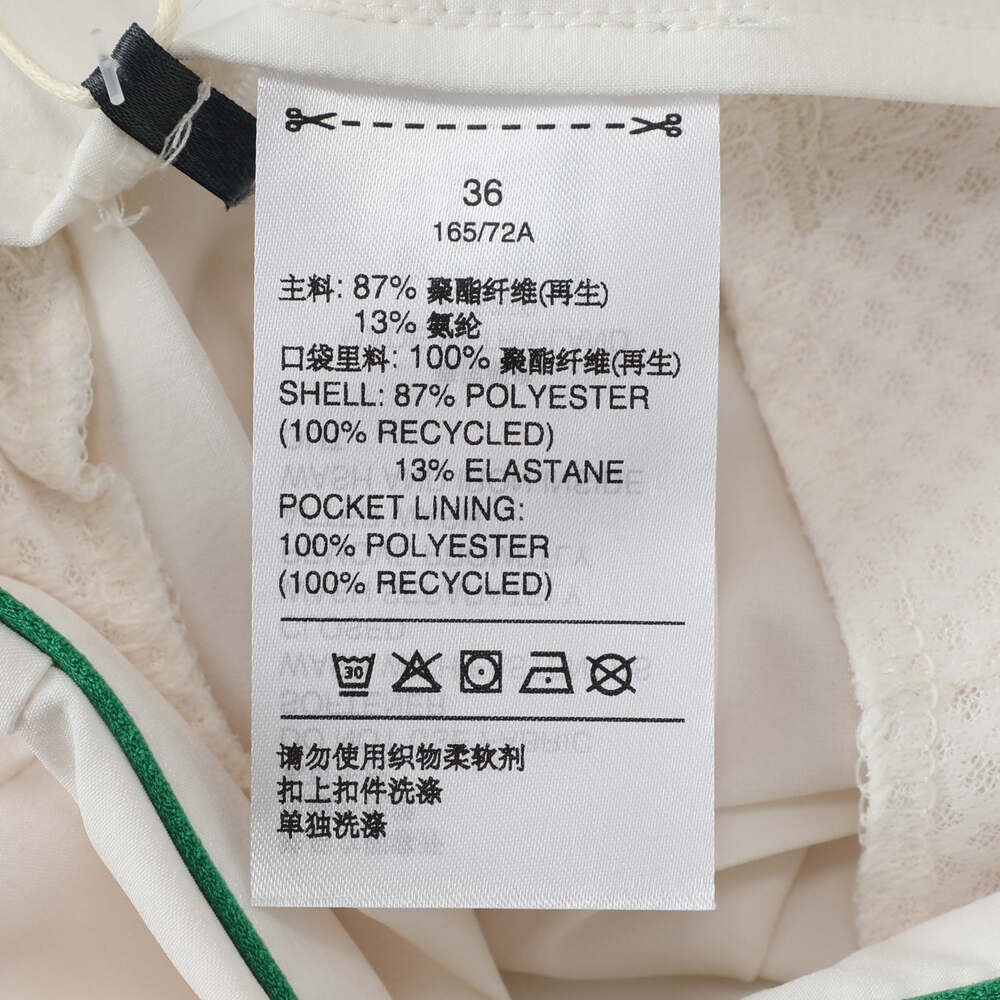 36
165/72A
主料: 87% 聚酯纤维(再生)
13% 氨纶
口袋里料: 100% 聚酯纤维(再生)
SHELL: 87% POLYESTER
(100% RECYCLED)
13% ELASTANE
POCKET LINING:
100% POLYESTER
(100% RECYCLED)
30
请勿使用织物柔软剂
扣上扣件洗涤
单独洗涤